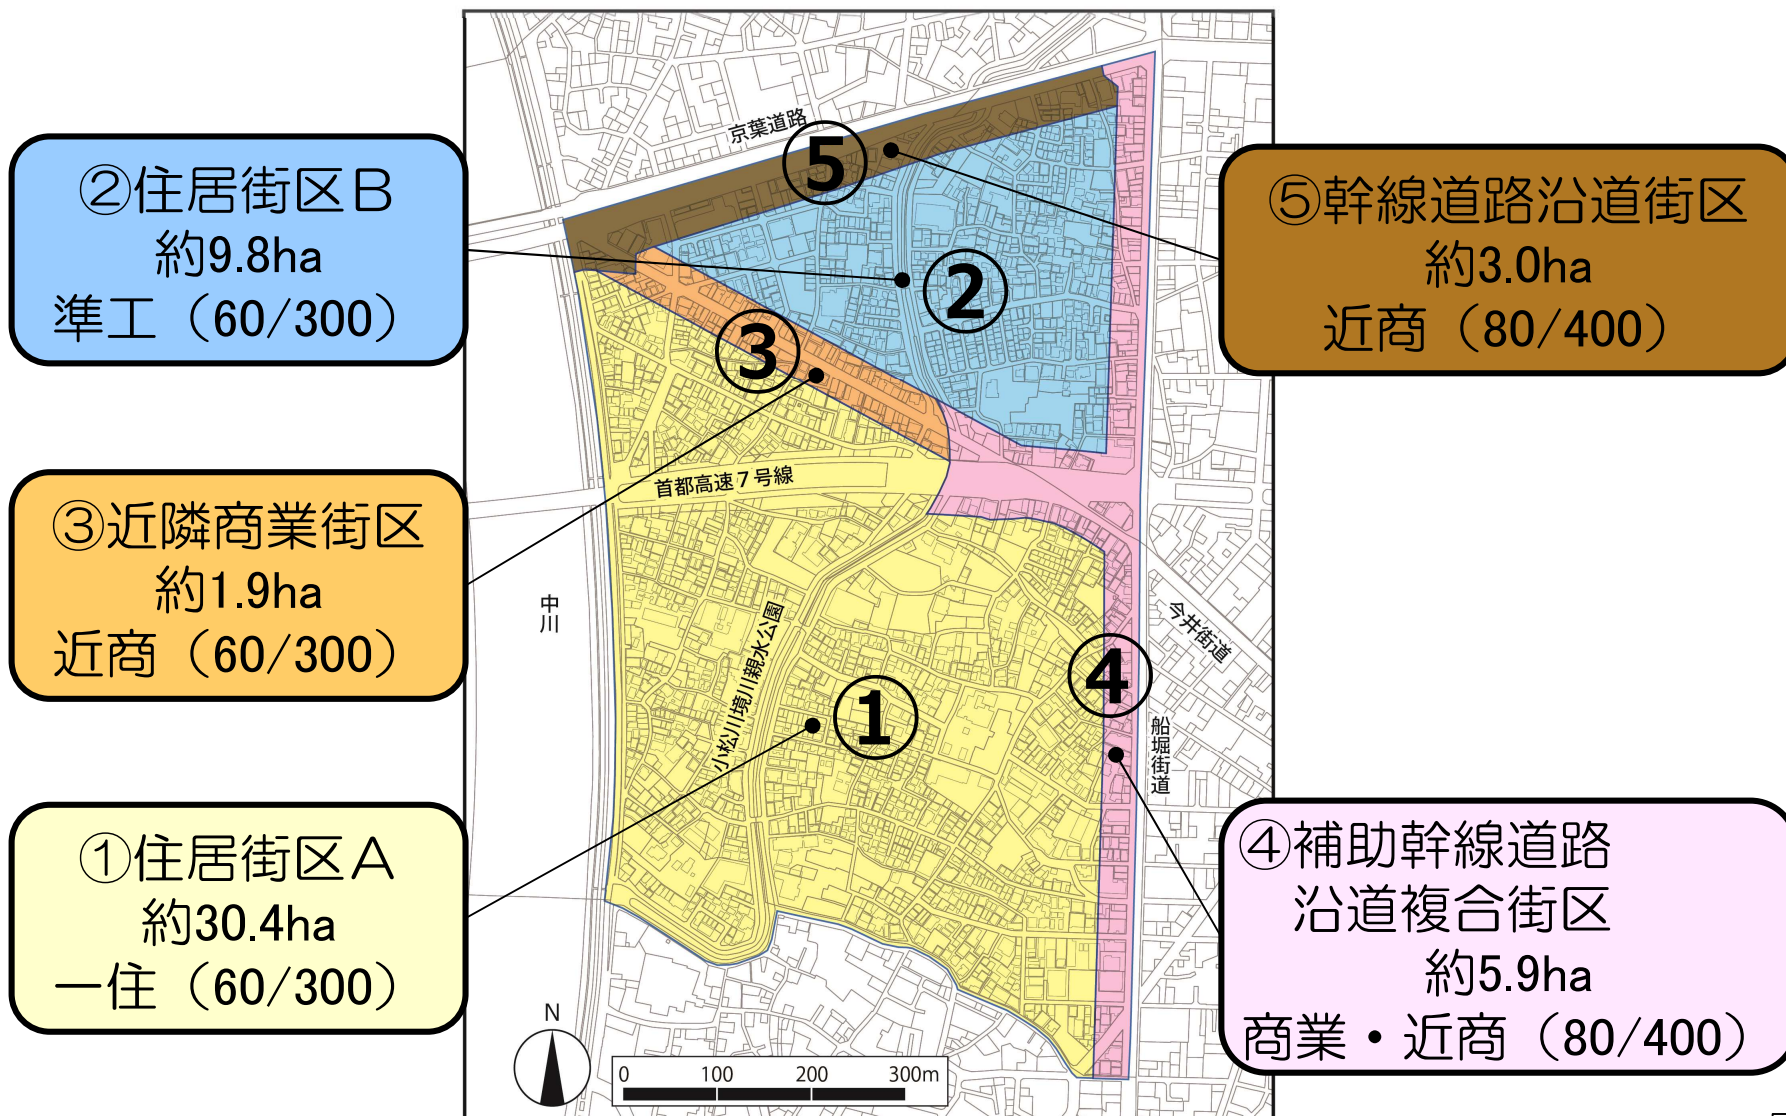 ②住居街区B
約9.8ha
準工（60/300）
③近隣商業街区
約1.9ha
近商（60/300）
①住居街区A
約30.4ha
一住（60/300）
京葉道路
⑤
②
③
首都高速7号線
中川
小松川境川親水公園
①
④
今井街道
船堀街道
N
0 100 200 300m
⑤幹線道路沿道街区
約3.0ha
近商（80/400）
④補助幹線道路
沿道複合街区
約5.9ha
商業・近商（80/400）